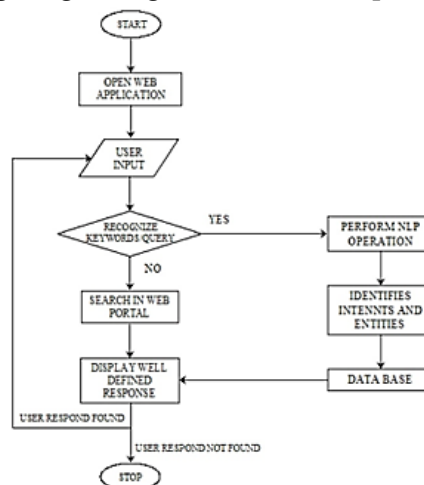 START
OPEN WEB
APPLICATION
USER
INPUT
RECOGNIZE
KEYWORDS/QUERY
YES
NO
PERFORM NLP
OPERATION
SEARCH IN WEB
PORTAL
IDENTIFIES
INTENNTS AND
ENTITIES
DISPLAY WELL
DEFINED
RESPONSE
DATA BASE
USER RESPOND FOUND
USER RESPOND NOT FOUND
STOP